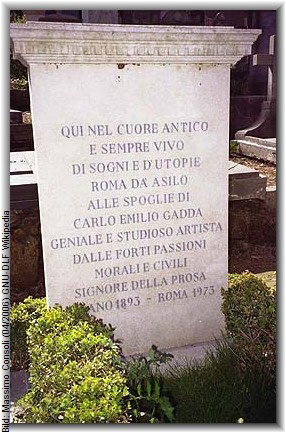 QUI NEL CUORE ANTICO
E SEMPRE VIVO
DI SOGNI E D'UTOPIE
ROMA DA' ASILO
ALLE SPOGLIE DI
CARLO EMILIO GADDA
GENIALE E STUDIOSO ARTISTA
DALLE FORTI PASSIONI
MORALI E CIVILI
SIGNORE DELLA PROSA
ANO 1893 - ROMA 1973
Bild: Massimo Consoli (04/2006) GNU-DLF Wikipedia